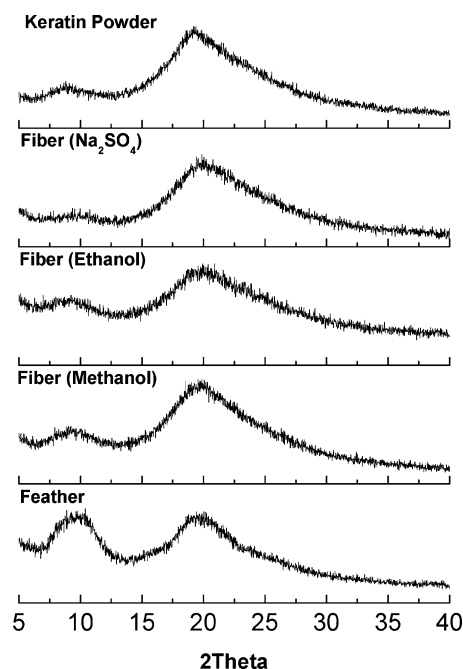 Keratin Powder
Fiber (Na₂SO₄)
Fiber (Ethanol)
Fiber (Methanol)
Feather
5 10 15 20 25 30 35 40
2Theta